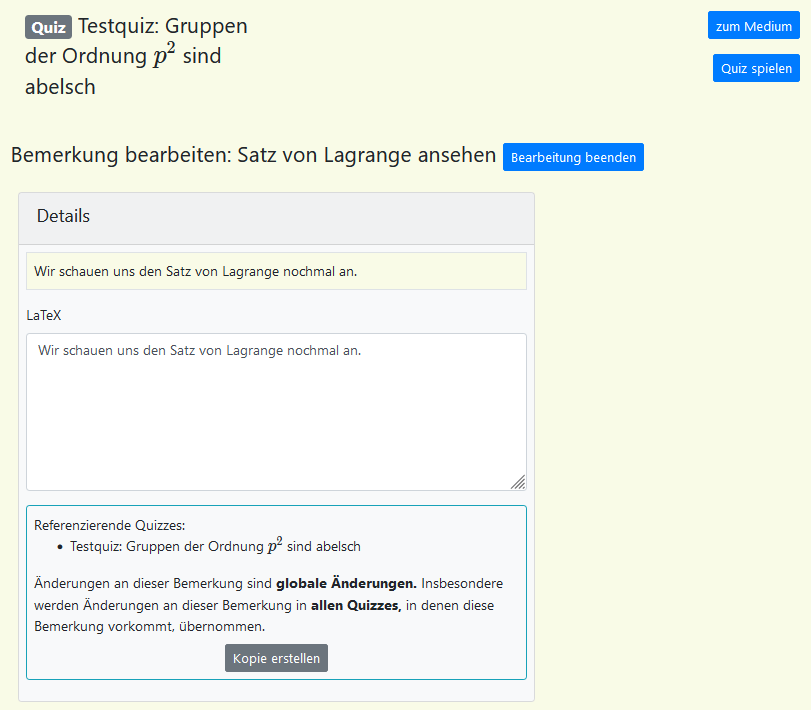 Quiz Testquiz: Gruppen
der Ordnung p² sind
abelsch
zum Medium
Quiz spielen
Bemerkung bearbeiten: Satz von Lagrange ansehen Bearbeitung beenden
Details
Wir schauen uns den Satz von Lagrange nochmal an.
LaTeX
Wir schauen uns den Satz von Lagrange nochmal an.
Referenzierende Quizzes:
• Testquiz: Gruppen der Ordnung p² sind abelsch
Änderungen an dieser Bemerkung sind globale Änderungen. Insbesondere
werden Änderungen an dieser Bemerkung in allen Quizzes, in denen diese
Bemerkung vorkommt, übernommen.
Kopie erstellen